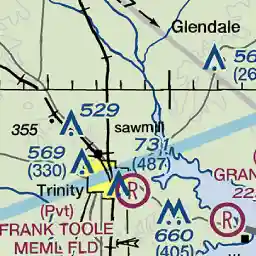 Glendale
56
(26
529
355
sawmill
569
(330)
731
(487)
Trinity
R
GRAN
22
(Pvt)
FRANK TOOLE
MEML FLD
R
660
(405)